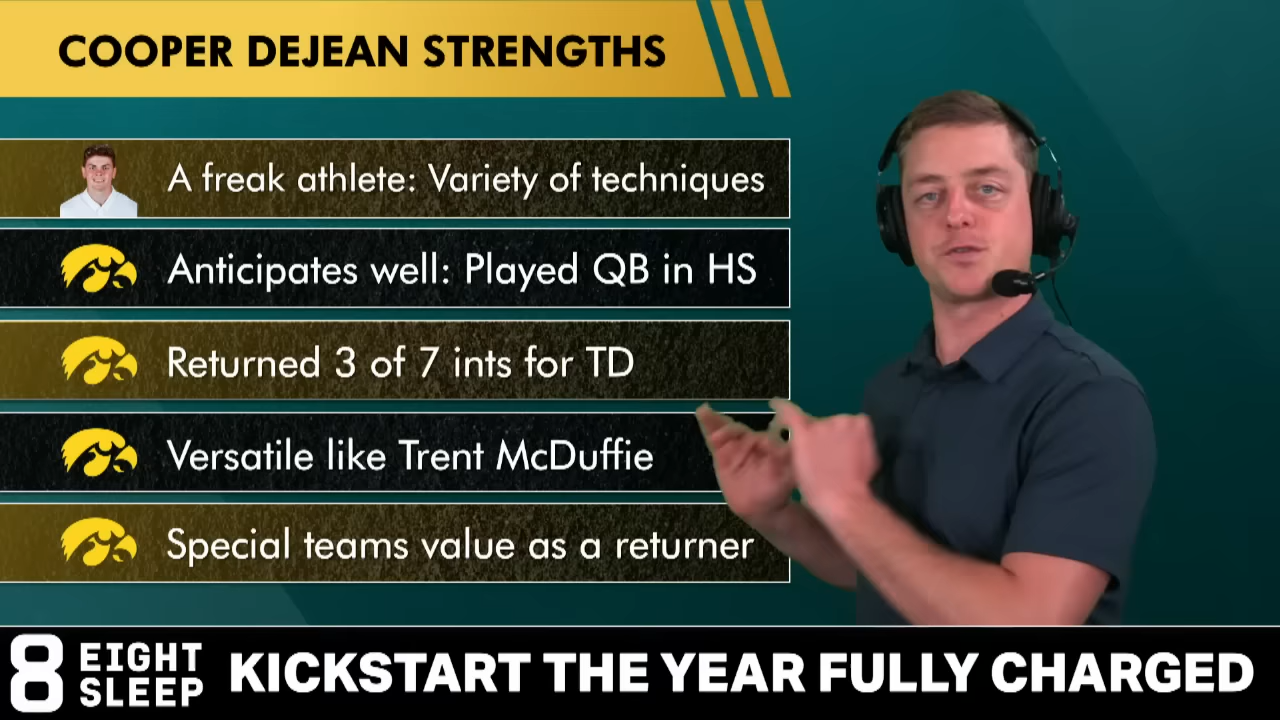 COOPER DEJEAN STRENGTHS
A freak athlete: Variety of techniques
Anticipates well: Played QB in HS
Returned 3 of 7 ints for TD
Versatile like Trent McDuffie
Special teams value as a returner
8 EIGHT
SLEEP
KICKSTART THE YEAR FULLY CHARGED